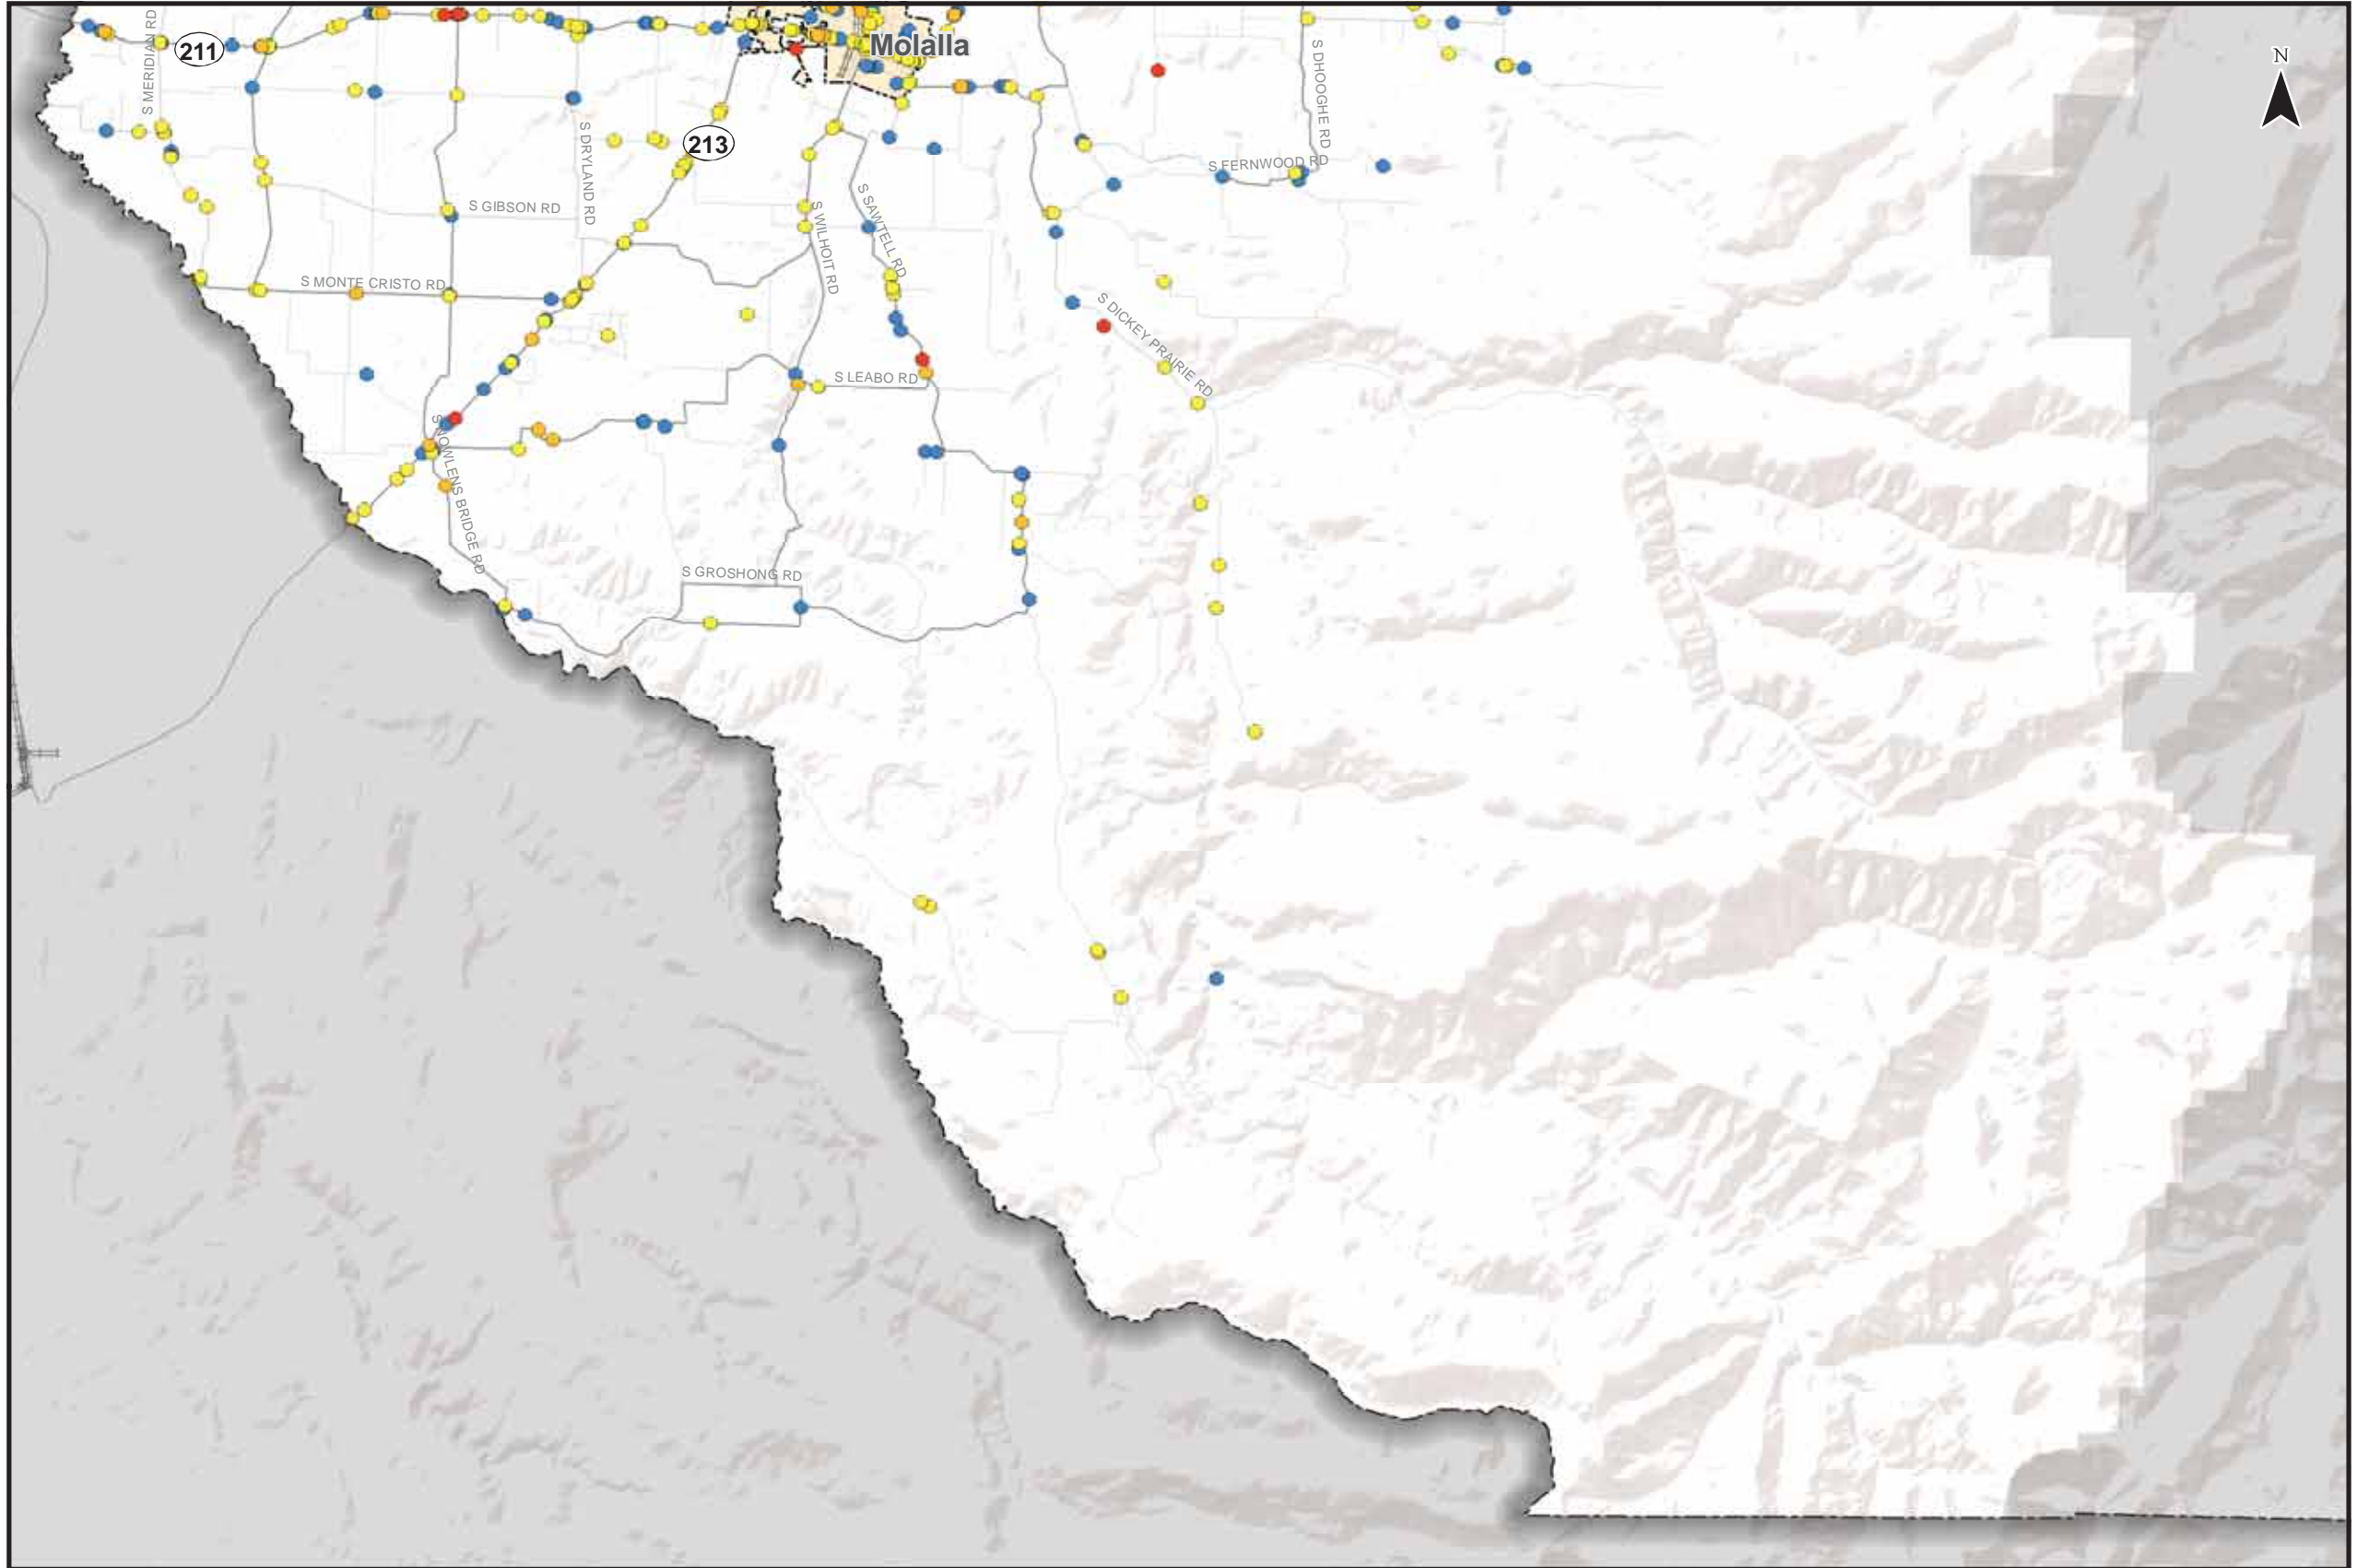 S MERIDIAN RD
211
Molalla
N
S DHOOGHE RD
S DRYLAND RD
213
S FERNWOOD RD
S GIBSON RD
S WILHOIT RD
S SAWTELL RD
S MONTE CRISTO RD
S DICKEY PRAIRIE RD
S LEABO RD
S NOWLENS BRIDGE RD
S GROSHONG RD